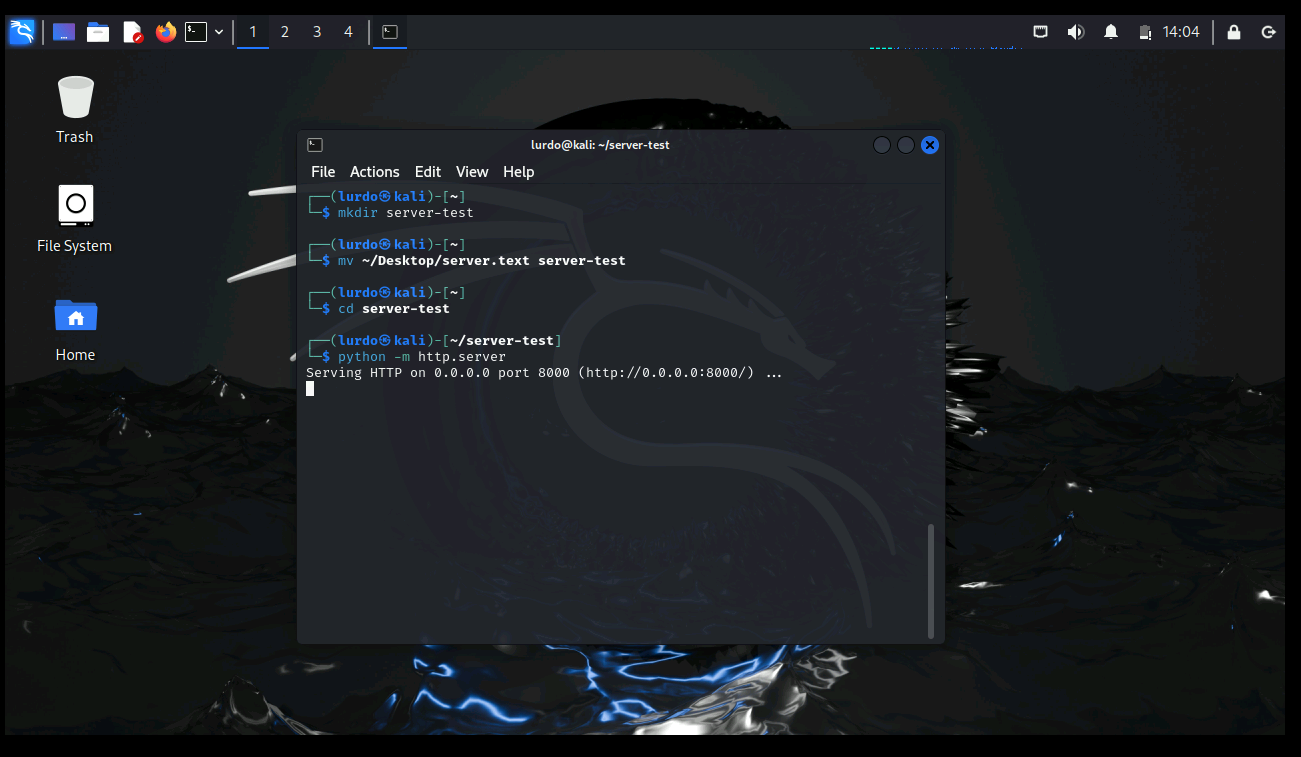 1 2 3 4
14:04
Trash
File System
Home
lurdo@kali: ~/server-test
File Actions Edit View Help
┌──(lurdo㉿kali)-[~]
└─$ mkdir server-test
┌──(lurdo㉿kali)-[~]
└─$ mv ~/Desktop/server.text server-test
┌──(lurdo㉿kali)-[~]
└─$ cd server-test
┌──(lurdo㉿kali)-[~/server-test]
└─$ python -m http.server
Serving HTTP on 0.0.0.0 port 8000 (http://0.0.0.0:8000/) ...